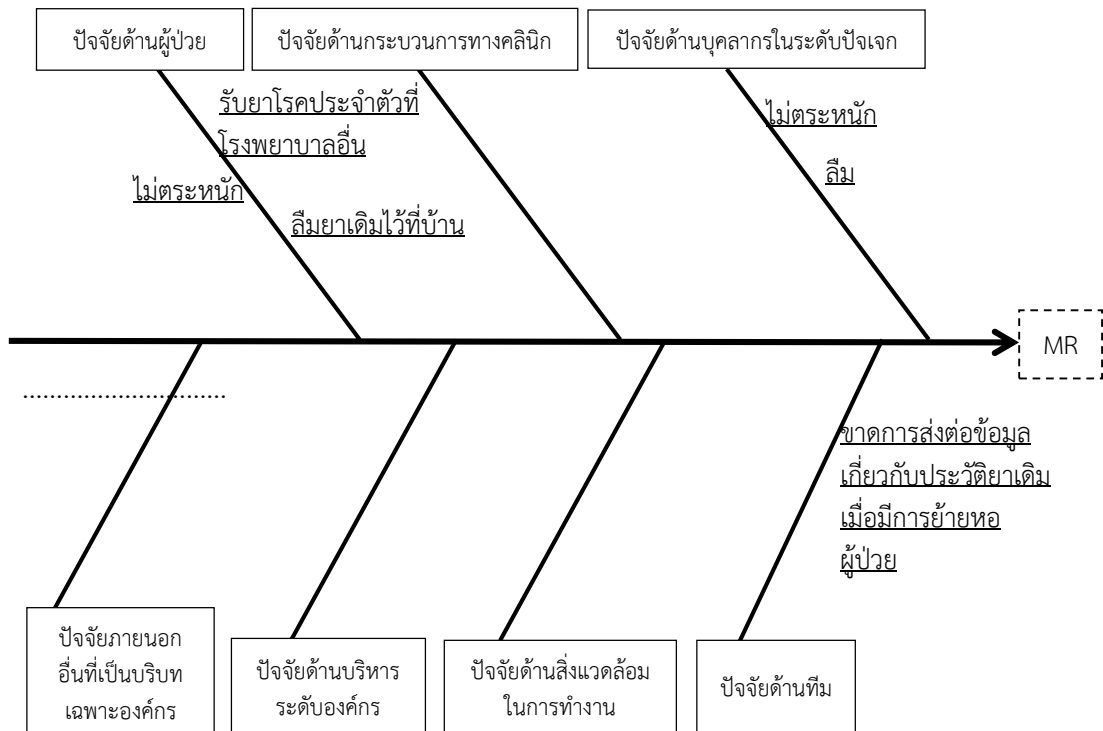 ปัจจัยด้านผู้ป่วย
ปัจจัยด้านกระบวนการทางคลินิก
ปัจจัยด้านบุคลากรในระดับปัจเจก
รับยาโรคประจำตัวที่
โรงพยาบาลอื่น
ไม่ตระหนัก
ลืมยาเดิมไว้ที่บ้าน
ไม่ตระหนัก
ลืม
MR
ขาดการส่งต่อข้อมูล
เกี่ยวกับประวัติยาเดิม
เมื่อมีการย้ายหอ
ผู้ป่วย
ปัจจัยภายนอก
อื่นที่เป็นบริบท
เฉพาะองค์กร
ปัจจัยด้านบริหาร
ระดับองค์กร
ปัจจัยด้านสิ่งแวดล้อม
ในการทำงาน
ปัจจัยด้านทีม